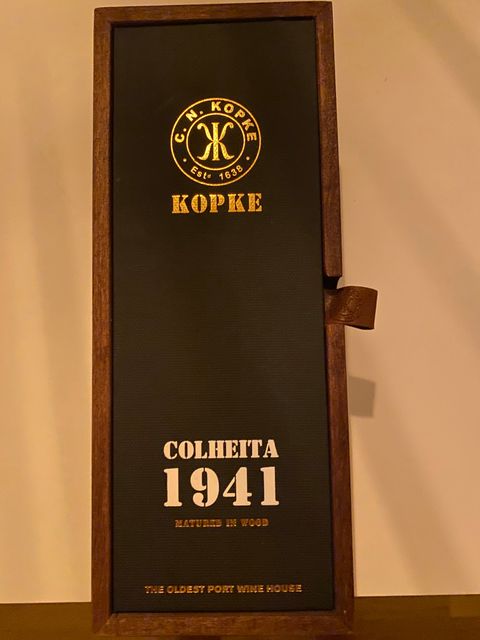 C. N. KOPKE
Estᵈ 1638
KOPKE
COLHEITA
1941
MATURED IN WOOD
THE OLDEST PORT WINE HOUSE